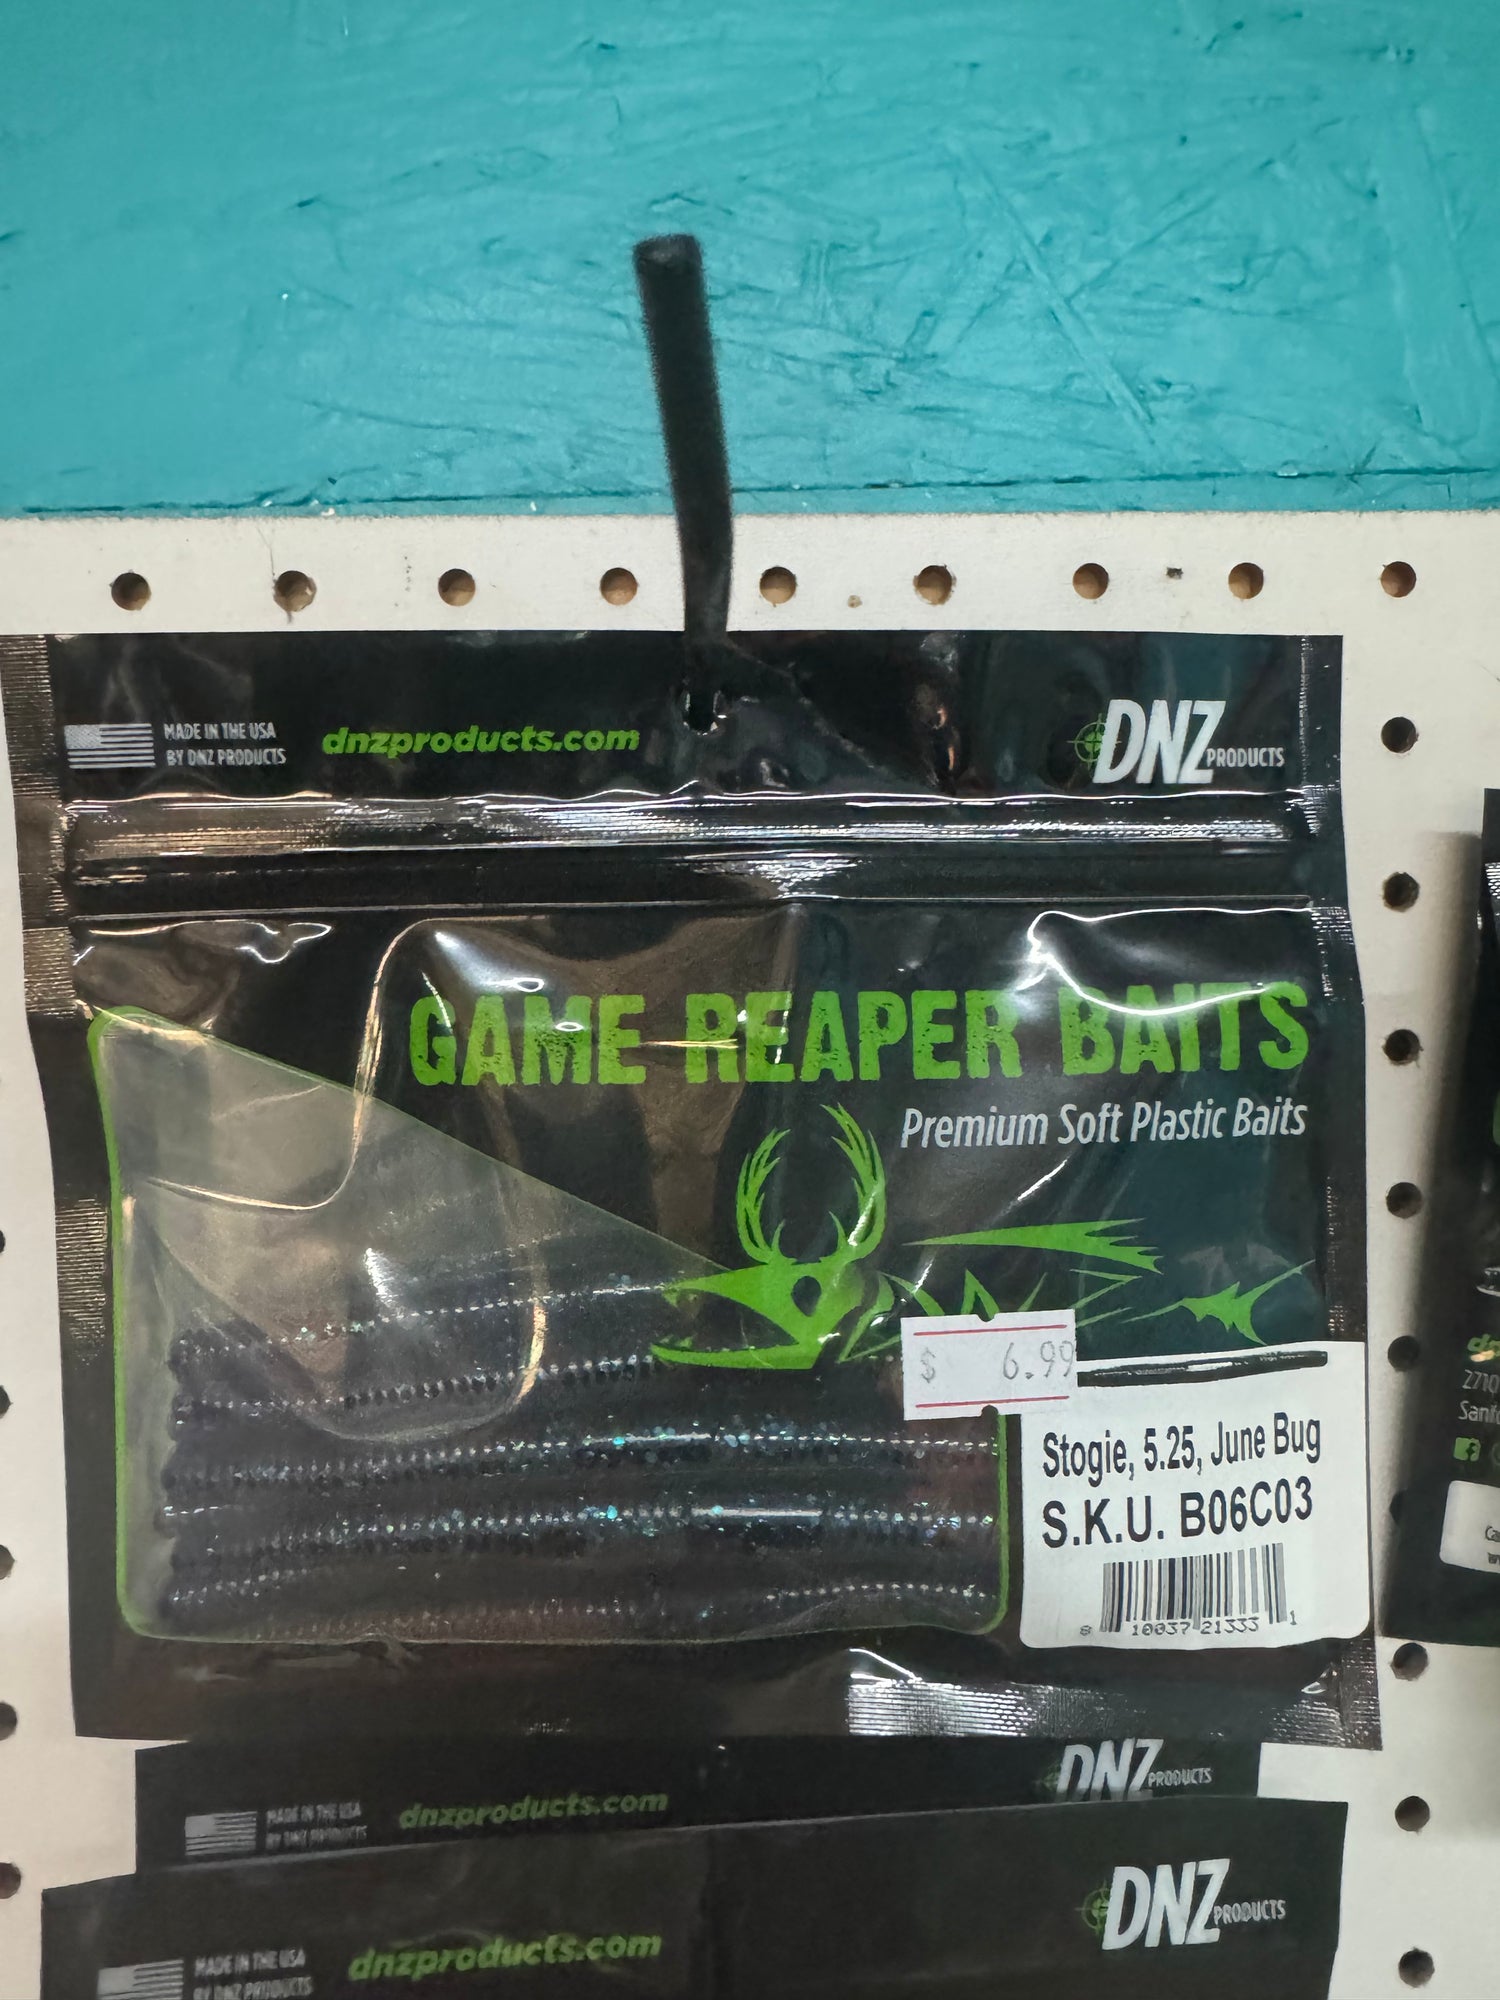 MADE IN THE USA
BY DNZ PRODUCTS
dnzproducts.com
DNZ PRODUCTS
GAME REAPER BAITS
Premium Soft Plastic Baits
$ 6.99
Stogie, 5.25, June Bug
S.K.U. B06C03
8 10037 21333 1
MADE IN THE USA
BY DNZ PRODUCTS
dnzproducts.com
DNZ PRODUCTS
MADE IN THE USA
BY DNZ PRODUCTS
dnzproducts.com
DNZ PRODUCTS
2710